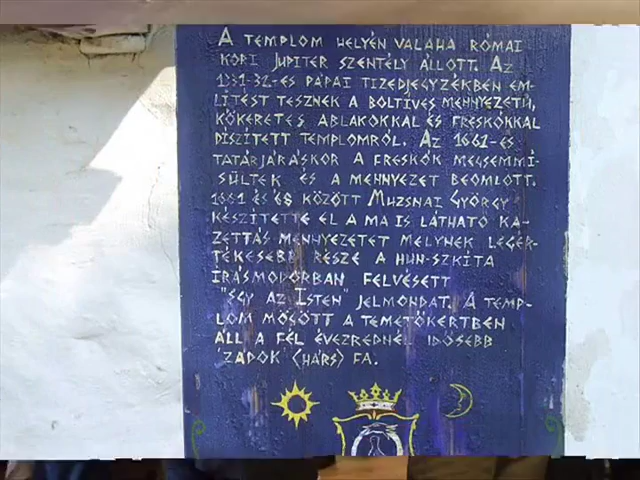 A TEMPLOM HELYÉN VALAHA RÓMAI
KORI JUPITER SZENTÉLY ÁLLOTT. AZ
1331-32-ES PÁPAI TIZEDJEGYZÉKBEN EM-
LÍTÉST TESZNEK A BOLTÍVES MENNYEZETŰ,
KŐKERETES ABLAKOKKAL ÉS FRESKÓKKAL
DÍSZÍTETT TEMPLOMRÓL. AZ 1661-ES
TATÁRJÁRÁSKOR A FRESKÓK MEGSEMMI-
SÜLTEK ÉS A MENNYEZET BEOMLOTT.
1661 ÉS 68 KÖZÖTT MUZSNAI GYÖRGY
KÉSZÍTETTE EL A MA IS LÁTHATÓ KA-
ZETTÁS MENNYEZETET MELYNEK LEGÉR-
TÉKESEBB RÉSZE A HUN-SZKÍTA
ÍRÁSMÓDORBAN FELVÉSETT
"EGY AZ ISTEN" JELMONDAT. A TEMP-
LOM MÖGÖTT A TEMETŐKERTBEN
ÁLL A FÉL ÉVEZREDNÉL IDŐSEBB
ZÁDOK (HÁRS) FA.